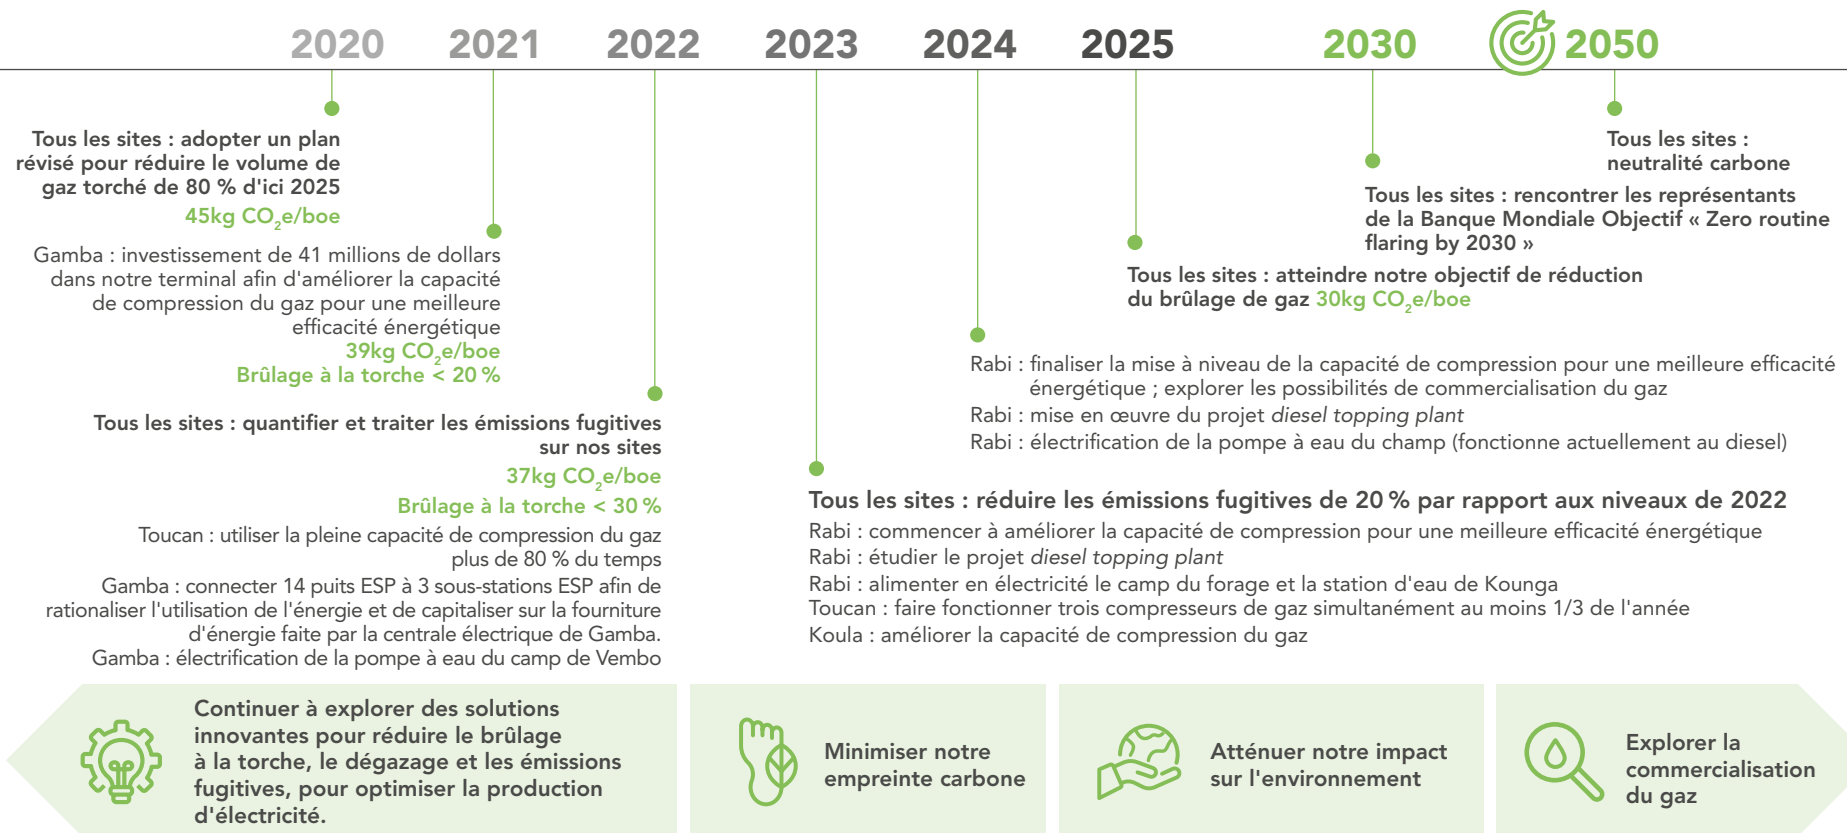 2020 2021 2022 2023 2024 2025 2030 2050
Tous les sites : adopter un plan
révisé pour réduire le volume de
gaz torché de 80 % d'ici 2025
45kg CO₂e/boe
Gamba : investissement de 41 millions de dollars
dans notre terminal afin d'améliorer la capacité
de compression du gaz pour une meilleure
efficacité énergétique
39kg CO₂e/boe
Brûlage à la torche < 20 %
Tous les sites : quantifier et traiter les émissions fugitives
sur nos sites
37kg CO₂e/boe
Brûlage à la torche < 30 %
Toucan : utiliser la pleine capacité de compression du gaz
plus de 80 % du temps
Gamba : connecter 14 puits ESP à 3 sous-stations ESP afin de
rationaliser l'utilisation de l'énergie et de capitaliser sur la fourniture
d'énergie faite par la centrale électrique de Gamba.
Gamba : électrification de la pompe à eau du camp de Vembo
Tous les sites : réduire les émissions fugitives de 20 % par rapport aux niveaux de 2022
Rabi : commencer à améliorer la capacité de compression pour une meilleure efficacité énergétique
Rabi : étudier le projet diesel topping plant
Rabi : alimenter en électricité le camp du forage et la station d'eau de Kounga
Toucan : faire fonctionner trois compresseurs de gaz simultanément au moins 1/3 de l'année
Koula : améliorer la capacité de compression du gaz
Rabi : finaliser la mise à niveau de la capacité de compression pour une meilleure efficacité
énergétique ; explorer les possibilités de commercialisation du gaz
Rabi : mise en œuvre du projet diesel topping plant
Rabi : électrification de la pompe à eau du champ (fonctionne actuellement au diesel)
Tous les sites : atteindre notre objectif de réduction
du brûlage de gaz 30kg CO₂e/boe
Tous les sites : rencontrer les représentants
de la Banque Mondiale Objectif « Zero routine
flaring by 2030 »
Tous les sites :
neutralité carbone
Continuer à explorer des solutions
innovantes pour réduire le brûlage
à la torche, le dégazage et les émissions
fugitives, pour optimiser la production
d'électricité.
Minimiser notre
empreinte carbone
Atténuer notre impact
sur l'environnement
Explorer la
commercialisation
du gaz